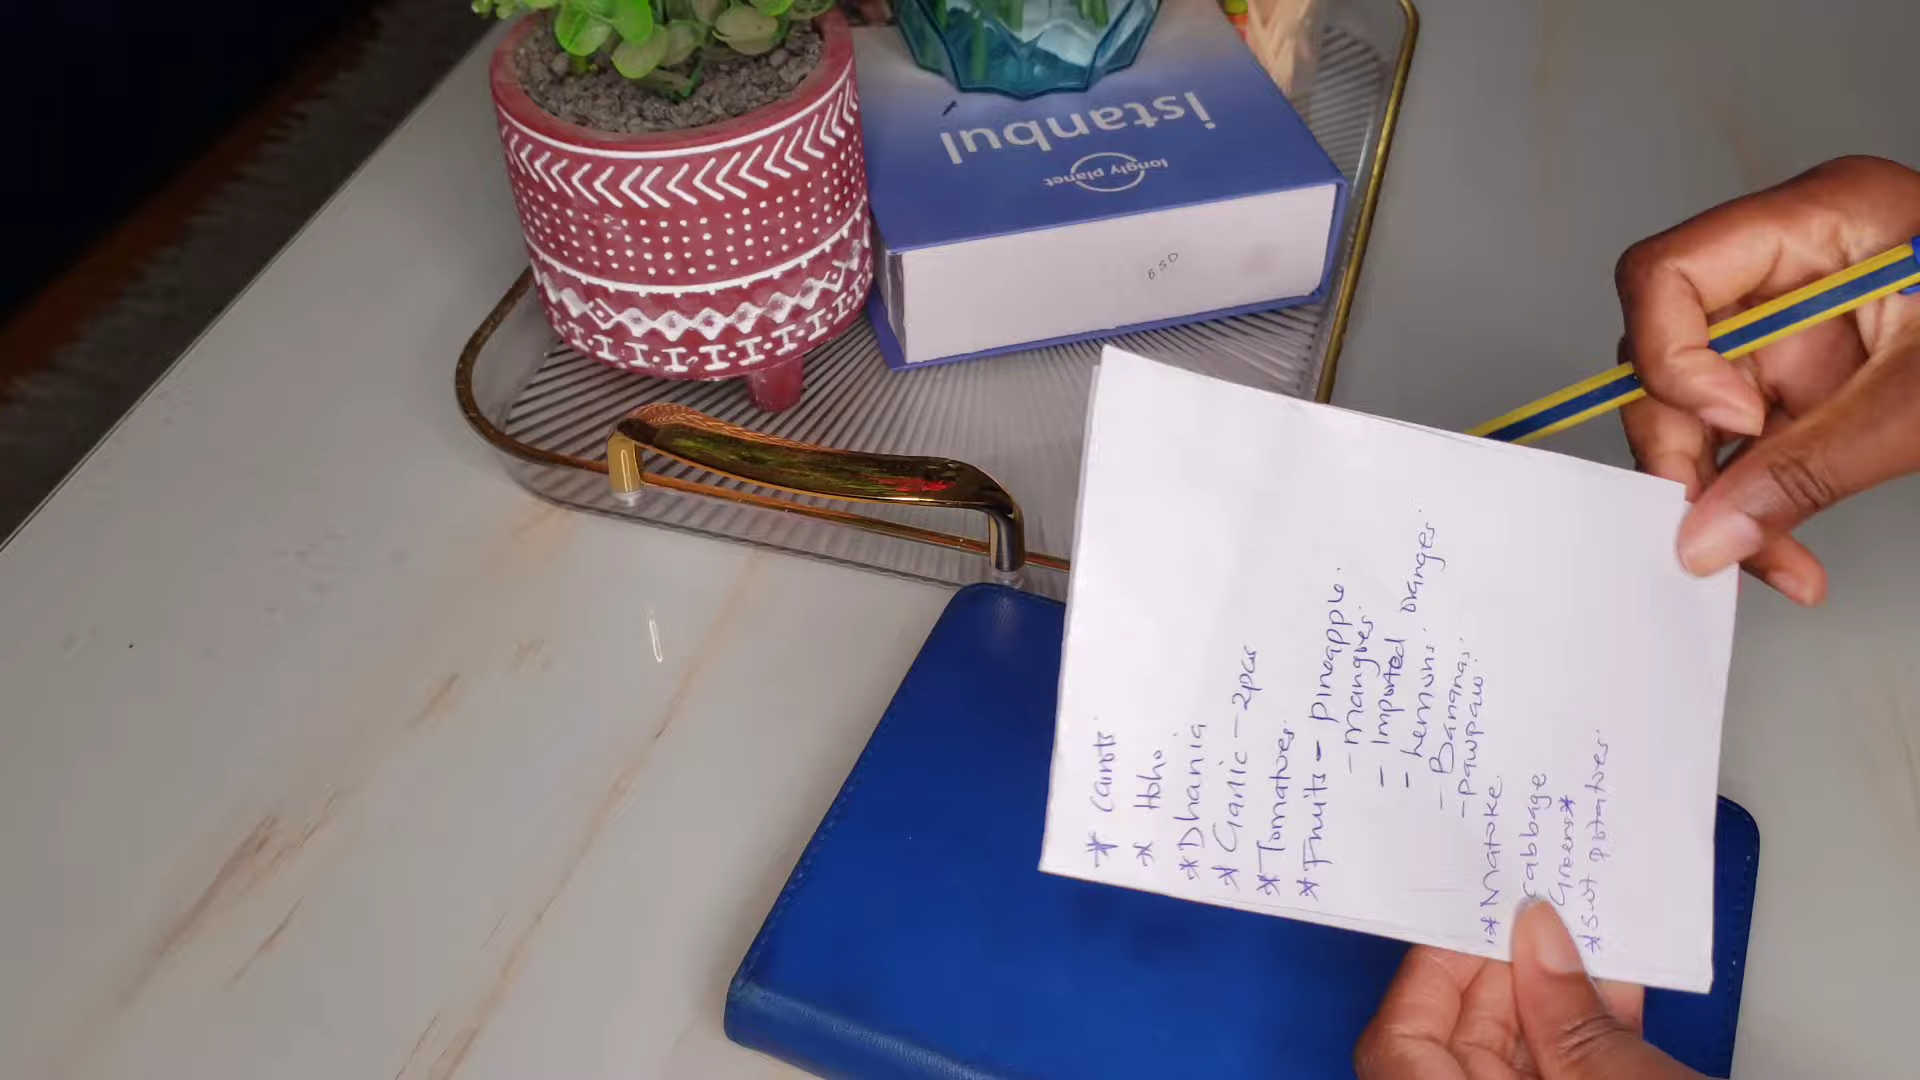 istanbul
lonely planet
650
* Carrots.
* Hoho.
* Dhania
* Garlic - 2pcs
* Tomatoes.
* Fruits - pineapple.
- mangoes.
- Imported oranges.
- Lemons.
- Bananas.
- pawpaw.
* Matoke
Cabbage
Greens*
* Swt potatoes.